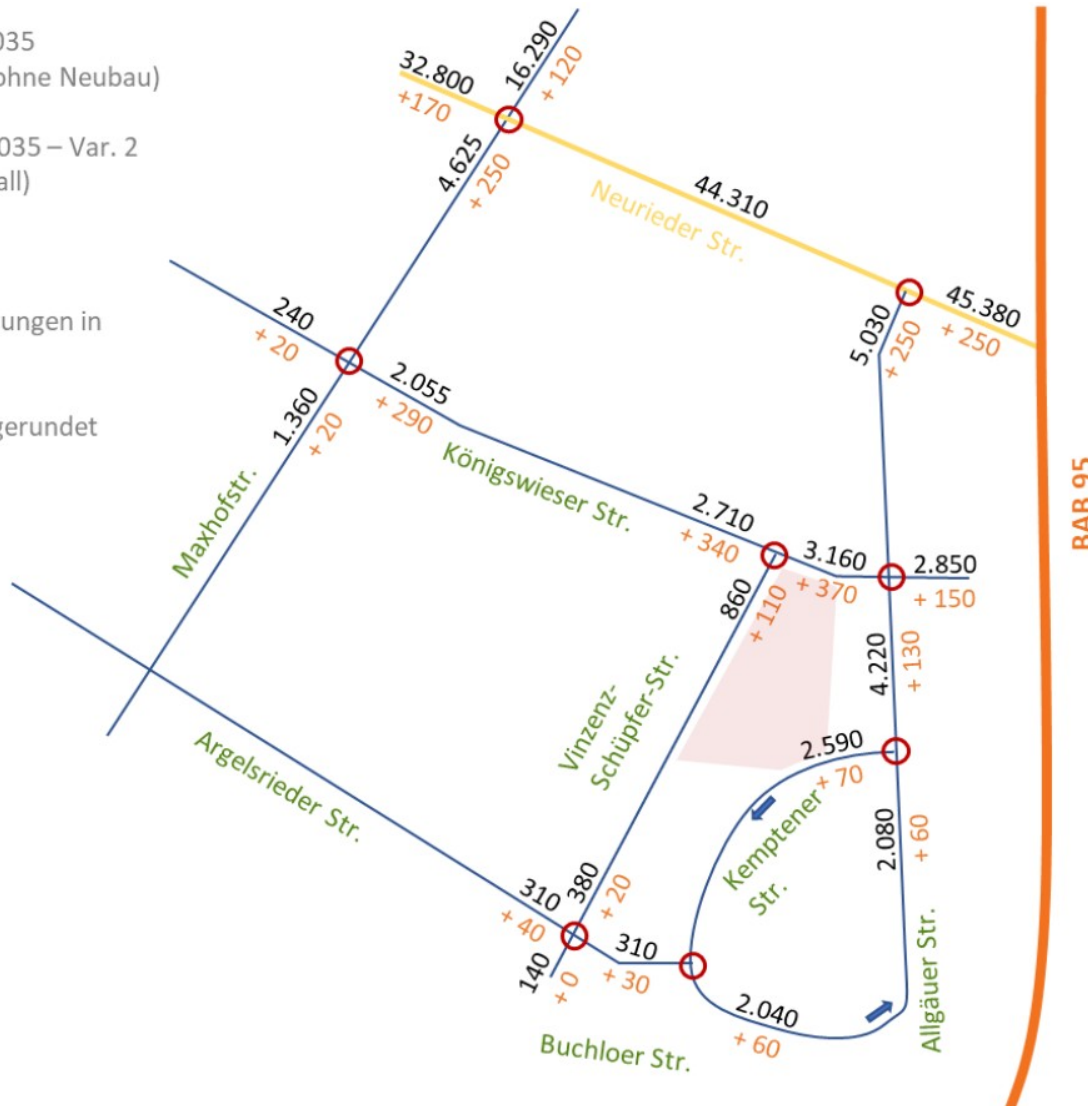 035
ohne Neubau)
035 – Var. 2
all)
ungen in
gerundet
32.800
+170
16.290
+ 120
4.625
+ 250
44.310
Neurieder Str.
45.380
+ 250
5.030
+ 250
240
+ 20
2.055
+ 290
1.360
+ 20
Maxhofstr.
Königswieser Str.
2.710
+ 340
3.160
+ 370
2.850
+ 150
BAB 95
860
+ 110
4.220
+ 130
Vinzenz-
Schüpfer-Str.
2.590
+ 70
Argelsrieder Str.
Kemptener
Str.
2.080
+ 60
310
+ 40
380
+ 20
140
+ 0
310
+ 30
2.040
+ 60
Buchloer Str.
Allgäuer Str.